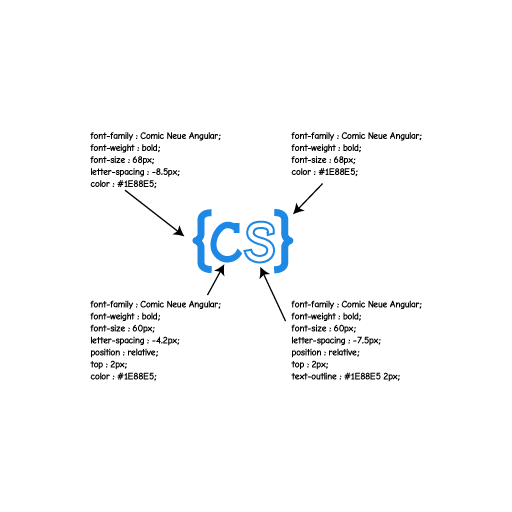 font-family : Comic Neue Angular;
font-weight : bold;
font-size : 68px;
letter-spacing : -8.5px;
color : #1E88E5;
font-family : Comic Neue Angular;
font-weight : bold;
font-size : 68px;
color : #1E88E5;
{CS}
font-family : Comic Neue Angular;
font-weight : bold;
font-size : 60px;
letter-spacing : -4.2px;
position : relative;
top : 2px;
color : #1E88E5;
font-family : Comic Neue Angular;
font-weight : bold;
font-size : 60px;
letter-spacing : -7.5px;
position : relative;
top : 2px;
text-outline : #1E88E5 2px;